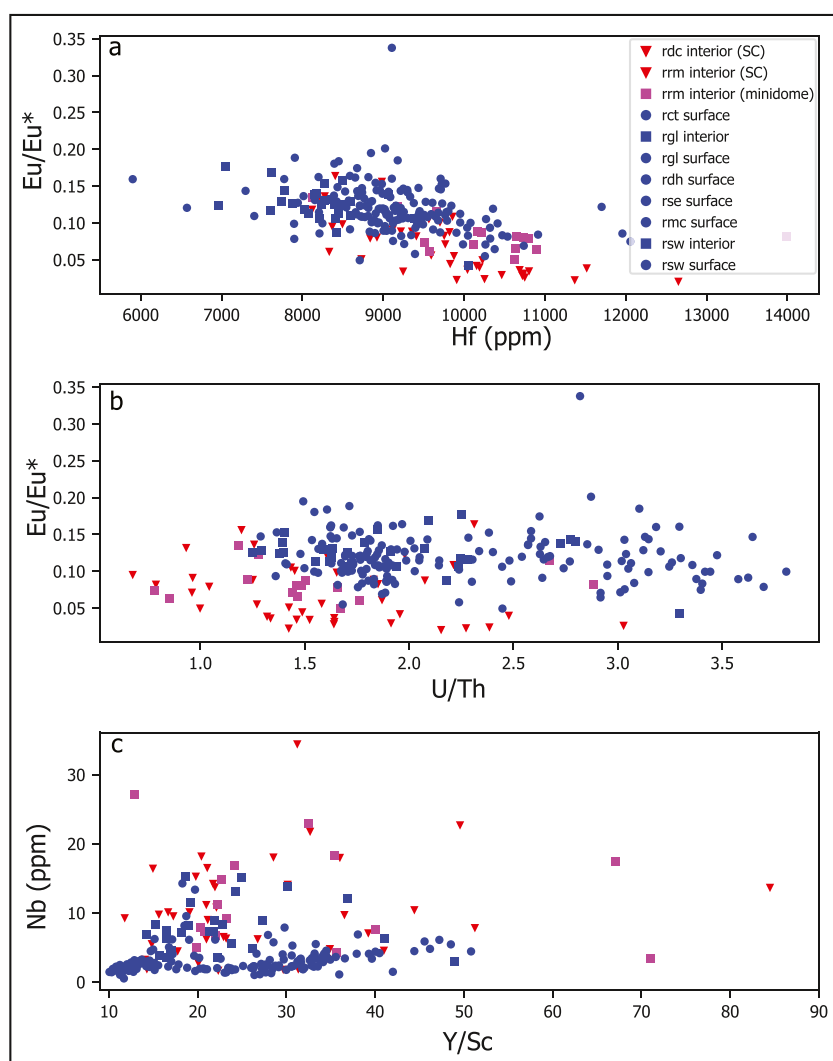 a
Eu/Eu*
0.35
0.30
0.25
0.20
0.15
0.10
0.05
rdc interior (SC)
rrm interior (SC)
rrm interior (minidome)
rct surface
rgl interior
rgl surface
rdh surface
rse surface
rmc surface
rsw interior
rsw surface
6000 7000 8000 9000 10000 11000 12000 13000 14000
Hf (ppm)
b
Eu/Eu*
0.35
0.30
0.25
0.20
0.15
0.10
0.05
1.0 1.5 2.0 2.5 3.0 3.5
U/Th
c
Nb (ppm)
30
20
10
0
10 20 30 40 50 60 70 80 90
Y/Sc